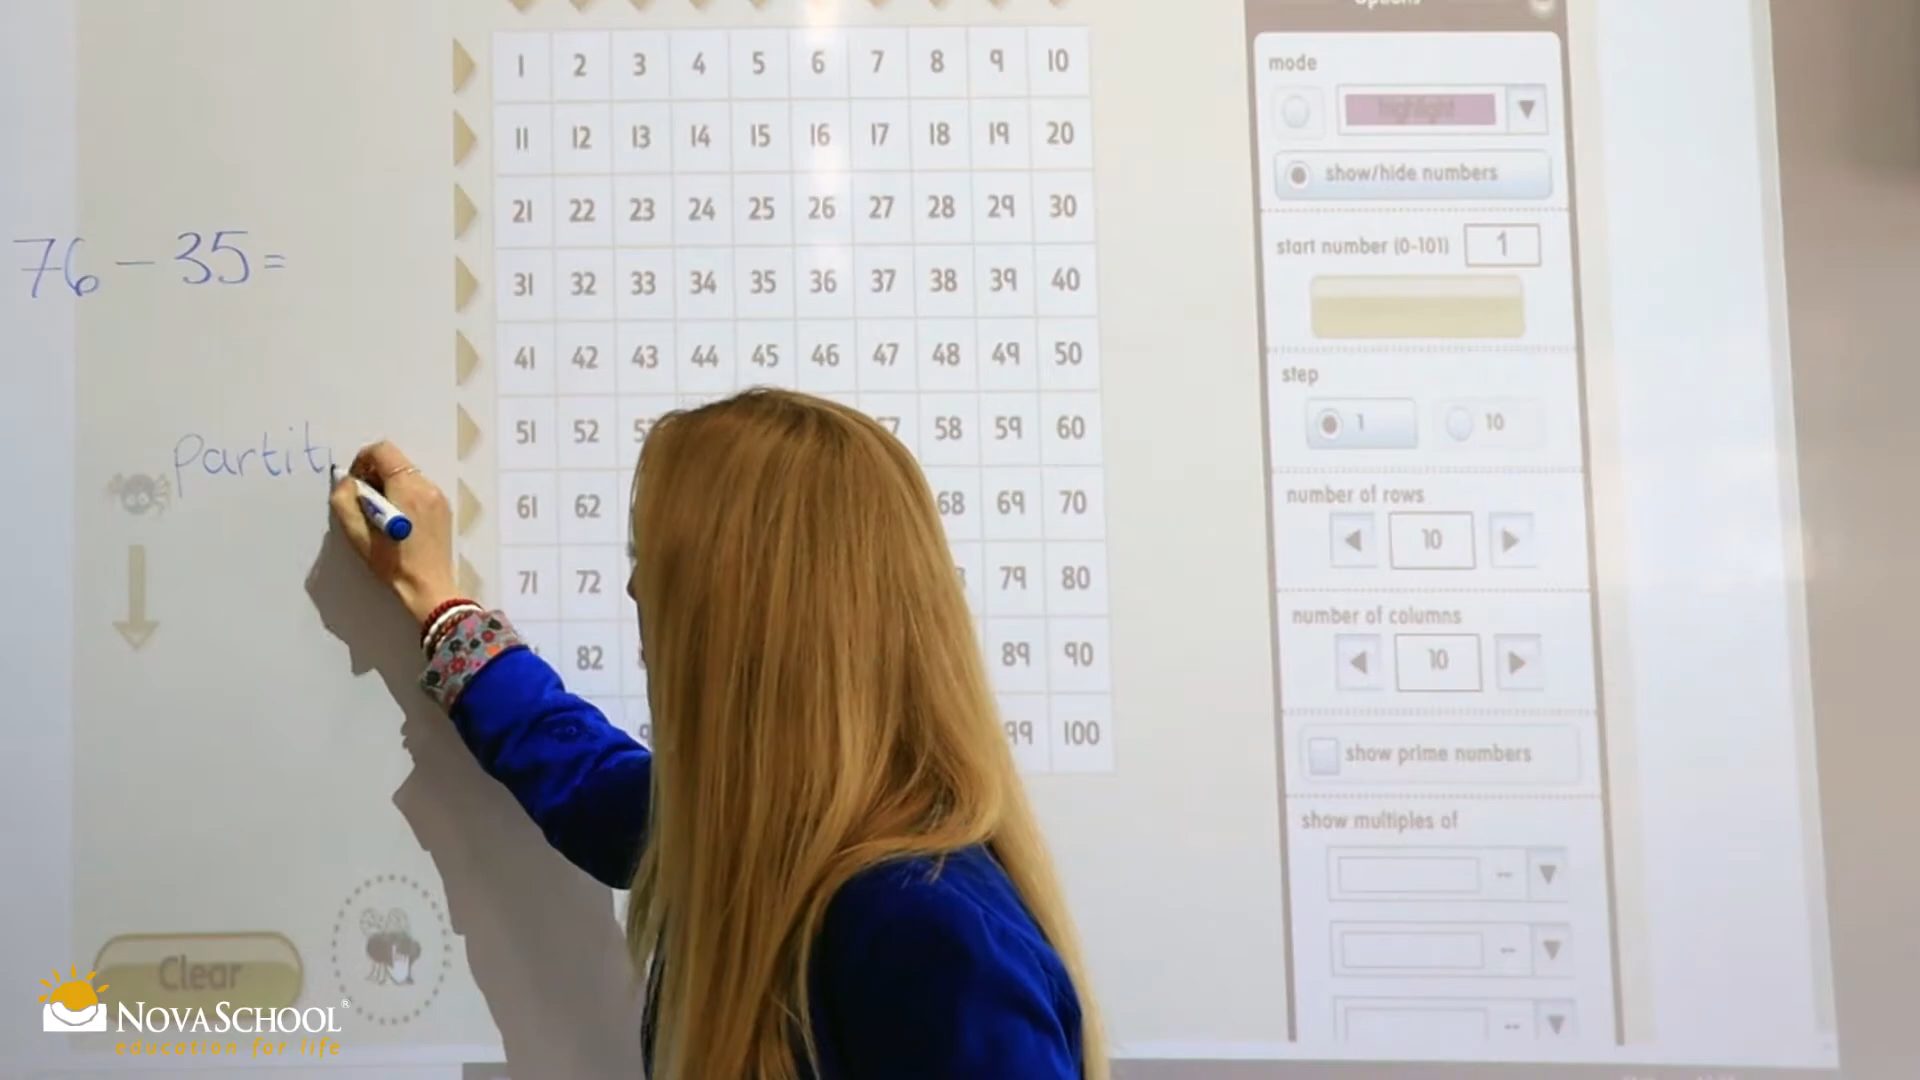 options
1 2 3 4 5 6 7 8 9 10
mode
highlight
11 12 13 14 15 16 17 18 19 20
show/hide numbers
21 22 23 24 25 26 27 28 29 30
76 - 35 =
start number (0-101) 1
31 32 33 34 35 36 37 38 39 40
41 42 43 44 45 46 47 48 49 50
step
1 10
partit
51 52 58 59 60
61 62 68 69 70
number of rows
10
71 72 79 80
number of columns
10
82 89 90
99 100
show prime numbers
show multiples of
--
--
--
Clear
NOVASCHOOL®
education for life